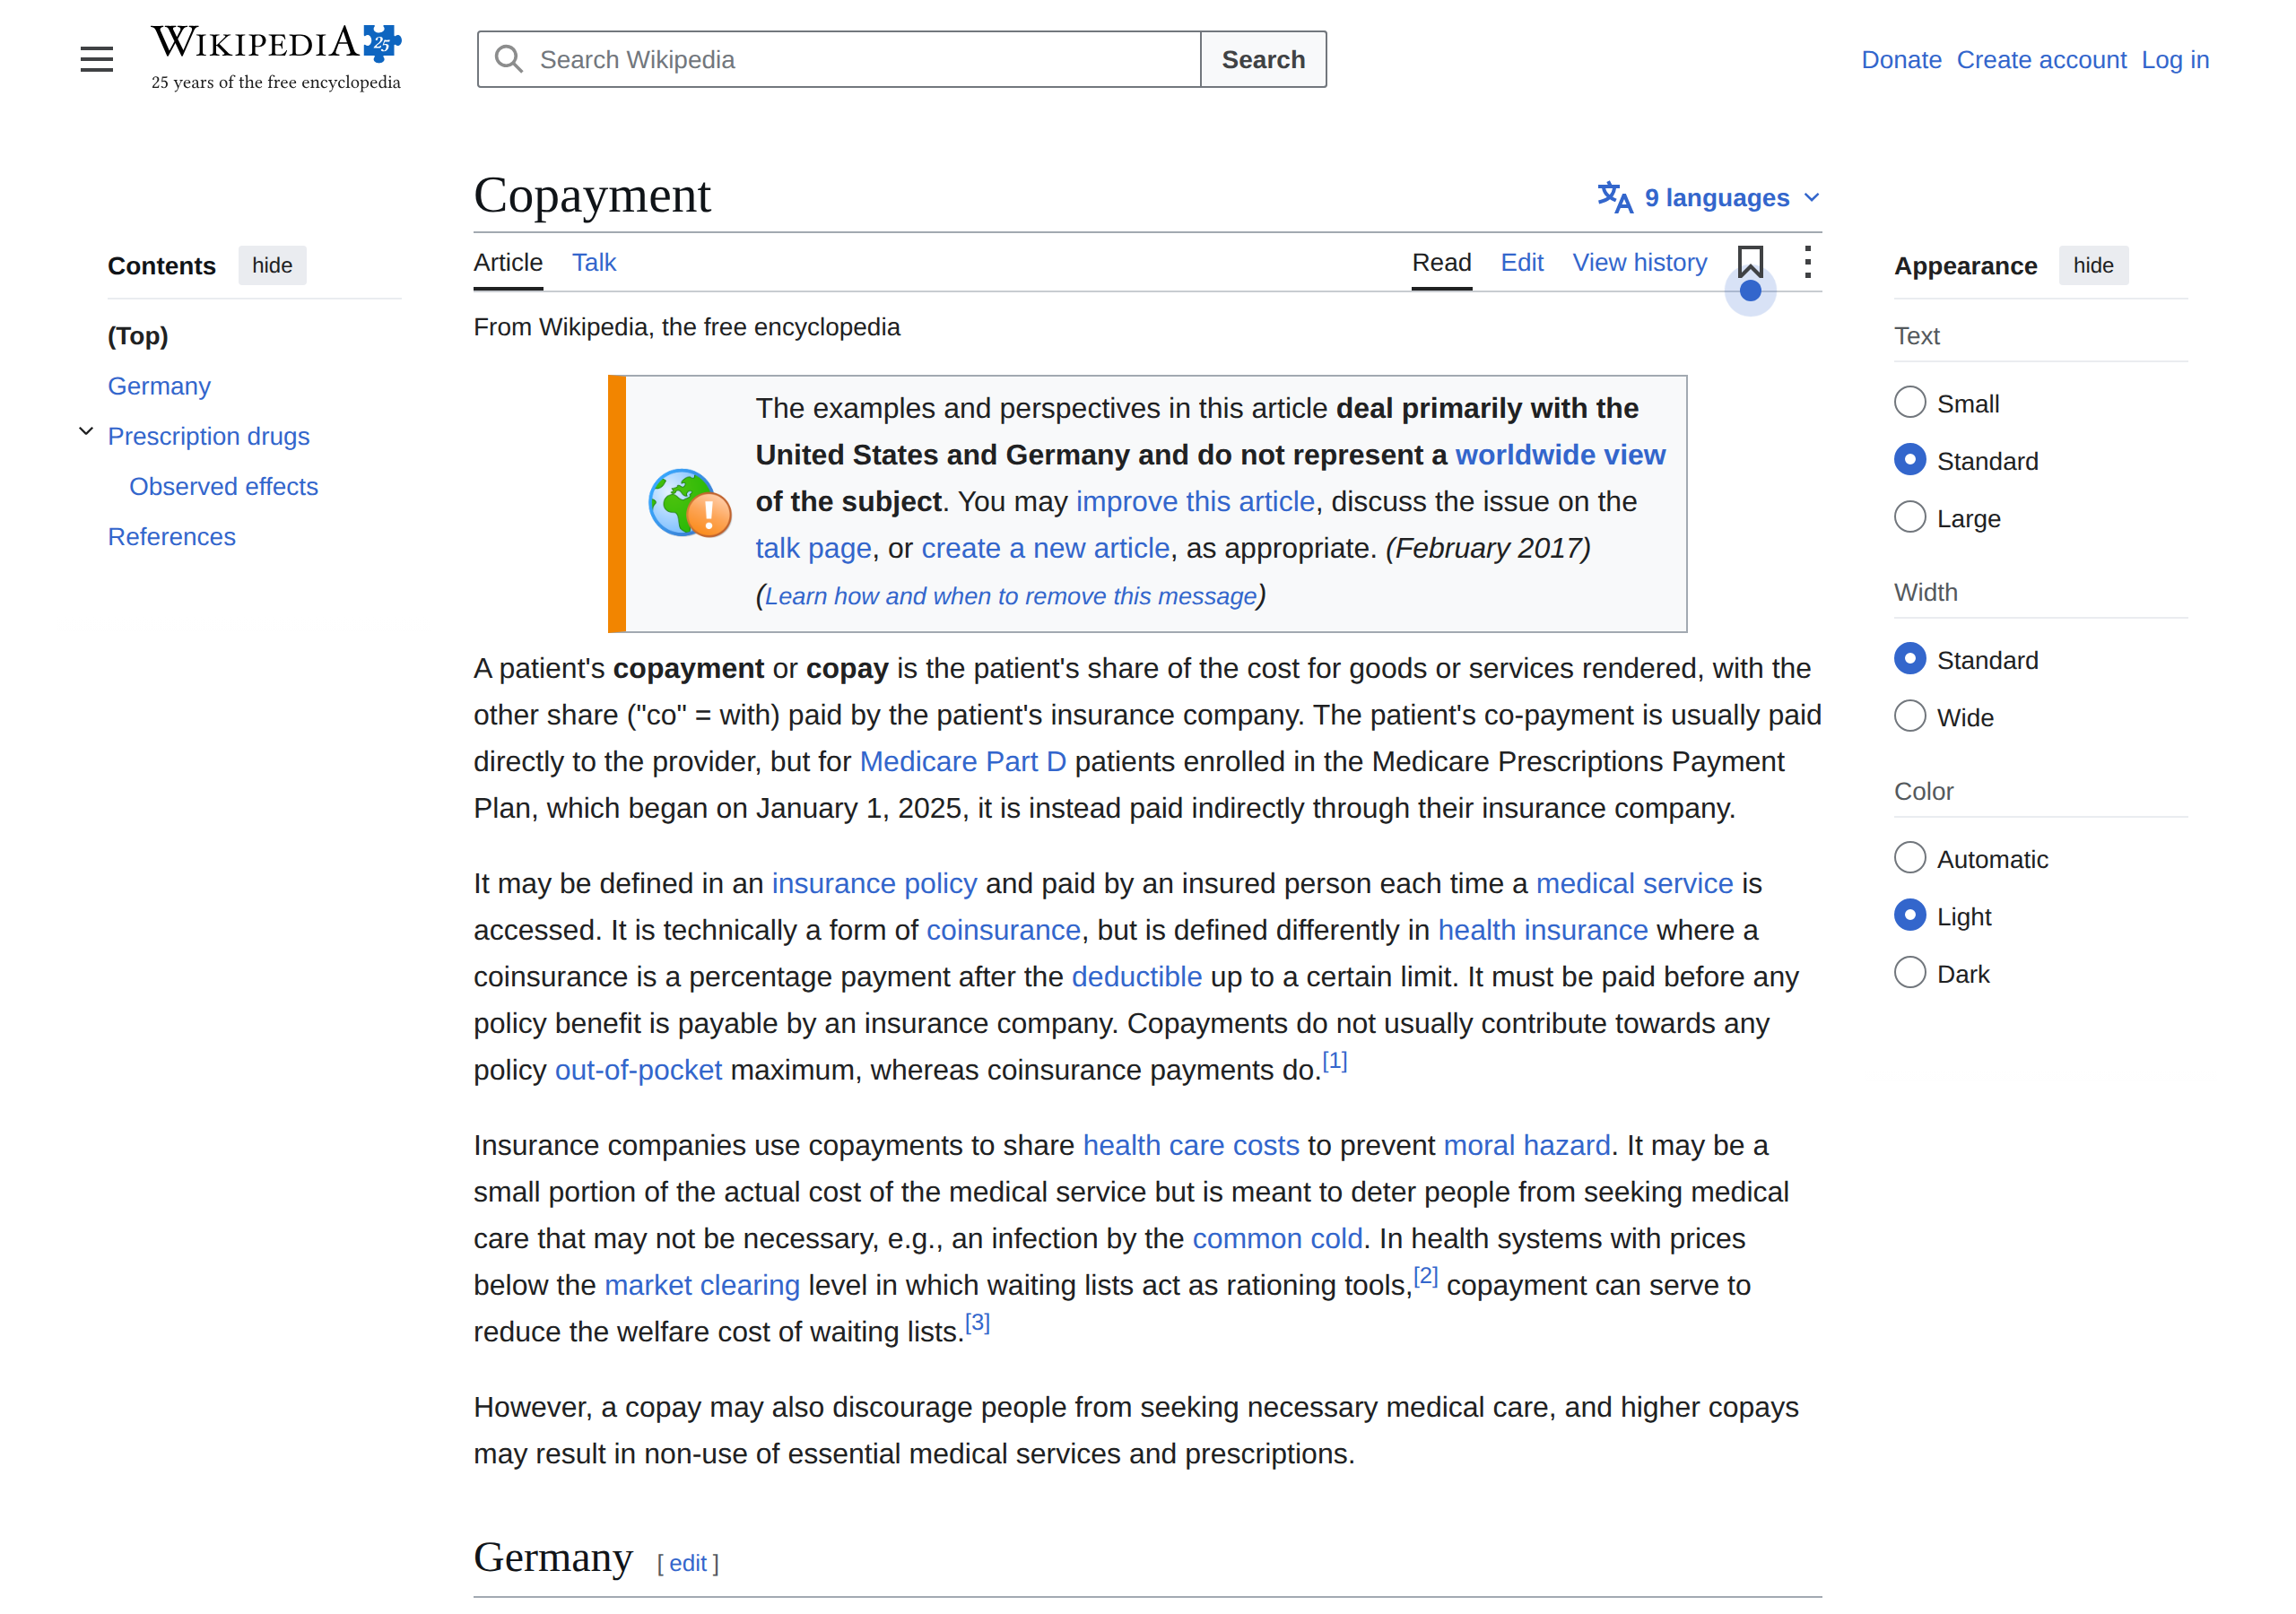 WIKIPEDIA 25
25 years of the free encyclopedia
Search Wikipedia
Search
Donate Create account Log in
Contents hide
(Top)
Germany
Prescription drugs
Observed effects
References
Copayment
9 languages
Article Talk
Read Edit View history
From Wikipedia, the free encyclopedia
The examples and perspectives in this article deal primarily with the
United States and Germany and do not represent a worldwide view
of the subject. You may improve this article, discuss the issue on the
talk page, or create a new article, as appropriate. (February 2017)
(Learn how and when to remove this message)
A patient's copayment or copay is the patient's share of the cost for goods or services rendered, with the
other share ("co" = with) paid by the patient's insurance company. The patient's co-payment is usually paid
directly to the provider, but for Medicare Part D patients enrolled in the Medicare Prescriptions Payment
Plan, which began on January 1, 2025, it is instead paid indirectly through their insurance company.
It may be defined in an insurance policy and paid by an insured person each time a medical service is
accessed. It is technically a form of coinsurance, but is defined differently in health insurance where a
coinsurance is a percentage payment after the deductible up to a certain limit. It must be paid before any
policy benefit is payable by an insurance company. Copayments do not usually contribute towards any
policy out-of-pocket maximum, whereas coinsurance payments do.[1]
Insurance companies use copayments to share health care costs to prevent moral hazard. It may be a
small portion of the actual cost of the medical service but is meant to deter people from seeking medical
care that may not be necessary, e.g., an infection by the common cold. In health systems with prices
below the market clearing level in which waiting lists act as rationing tools,[2] copayment can serve to
reduce the welfare cost of waiting lists.[3]
However, a copay may also discourage people from seeking necessary medical care, and higher copays
may result in non-use of essential medical services and prescriptions.
Germany [ edit ]
Appearance hide
Text
Small
Standard
Large
Width
Standard
Wide
Color
Automatic
Light
Dark